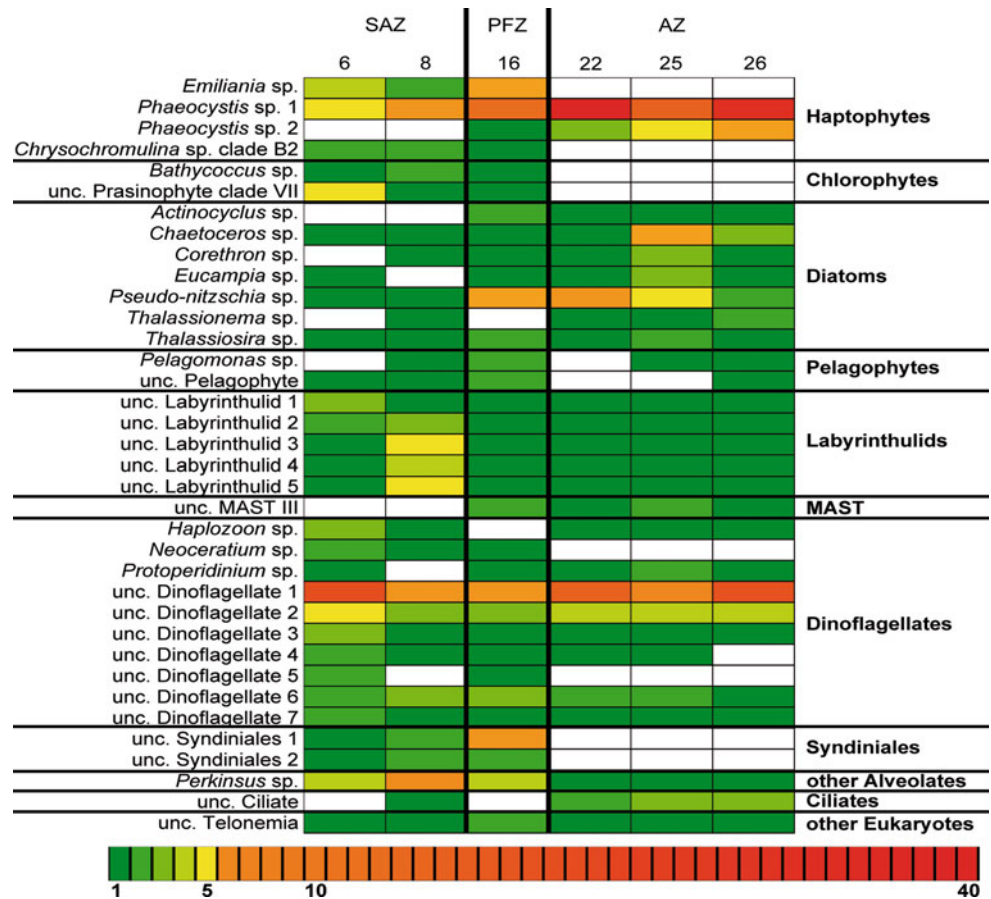 SAZ PFZ AZ
6 8 16 22 25 26
Emiliania sp.
Phaeocystis sp. 1
Phaeocystis sp. 2
Chrysochromulina sp. clade B2
Haptophytes
Bathycoccus sp.
unc. Prasinophyte clade VII
Chlorophytes
Actinocyclus sp.
Chaetoceros sp.
Corethron sp.
Eucampia sp.
Pseudo-nitzschia sp.
Thalassionema sp.
Thalassiosira sp.
Diatoms
Pelagomonas sp.
unc. Pelagophyte
Pelagophytes
unc. Labyrinthulid 1
unc. Labyrinthulid 2
unc. Labyrinthulid 3
unc. Labyrinthulid 4
unc. Labyrinthulid 5
Labyrinthulids
unc. MAST III
MAST
Haplozoon sp.
Neoceratium sp.
Protoperidinium sp.
unc. Dinoflagellate 1
unc. Dinoflagellate 2
unc. Dinoflagellate 3
unc. Dinoflagellate 4
unc. Dinoflagellate 5
unc. Dinoflagellate 6
unc. Dinoflagellate 7
Dinoflagellates
unc. Syndiniales 1
unc. Syndiniales 2
Syndiniales
Perkinsus sp.
other Alveolates
unc. Ciliate
Ciliates
unc. Telonemia
other Eukaryotes
1 5 10 40